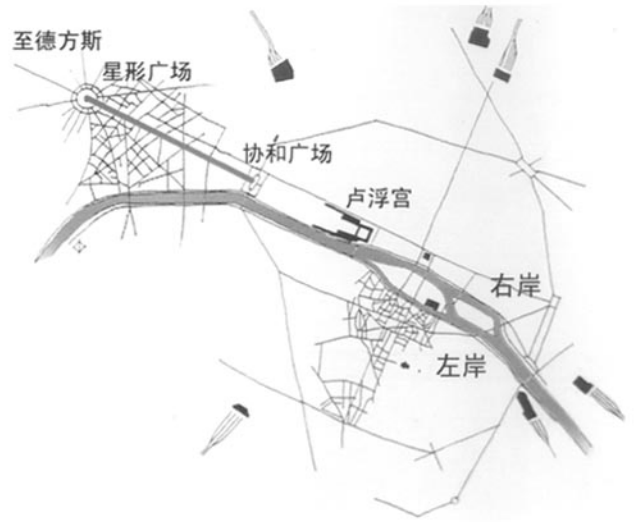 至德方斯
星形广场
协和广场
卢浮宫
右岸
左岸